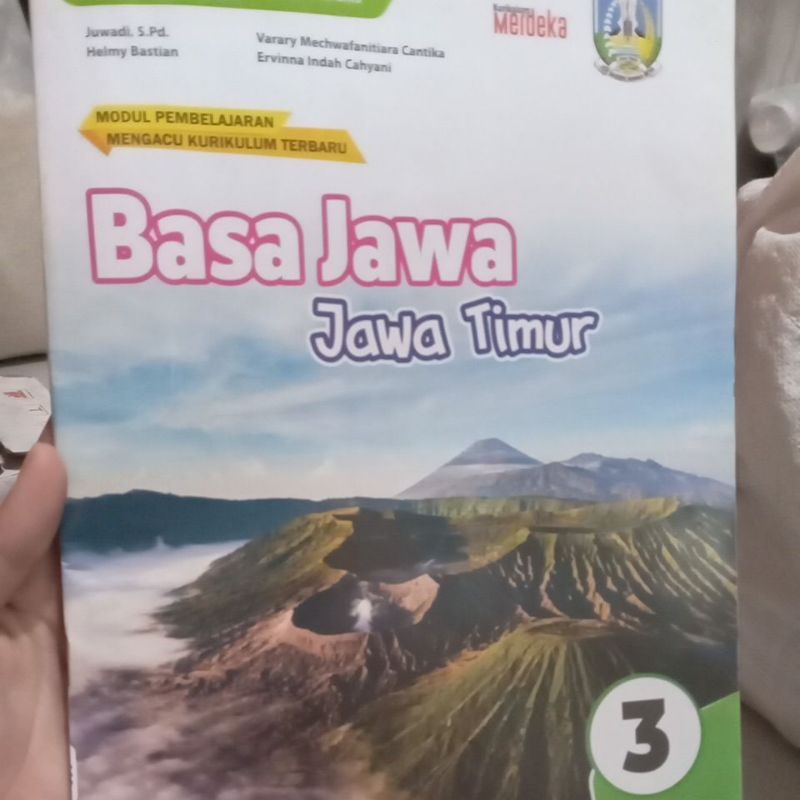 Juwadi, S.Pd.
Helmy Bastian
Varary Mechwafanitiara Cantika
Ervinna Indah Cahyani
Kurikulum
Merdeka
MODUL PEMBELAJARAN
MENGACU KURIKULUM TERBARU
Basa Jawa
Jawa Timur
3